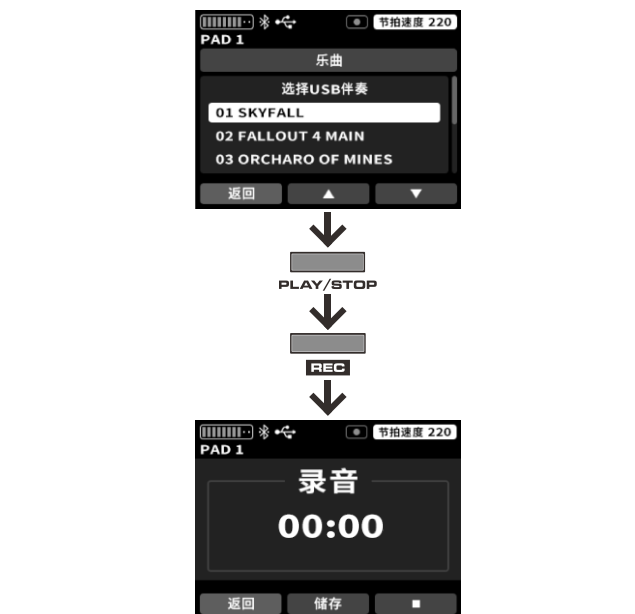 节拍速度 220
PAD 1
乐曲
选择USB伴奏
01 SKYFALL
02 FALLOUT 4 MAIN
03 ORCHARO OF MINES
返回
PLAY/STOP
REC
节拍速度 220
PAD 1
录音
00:00
返回 储存